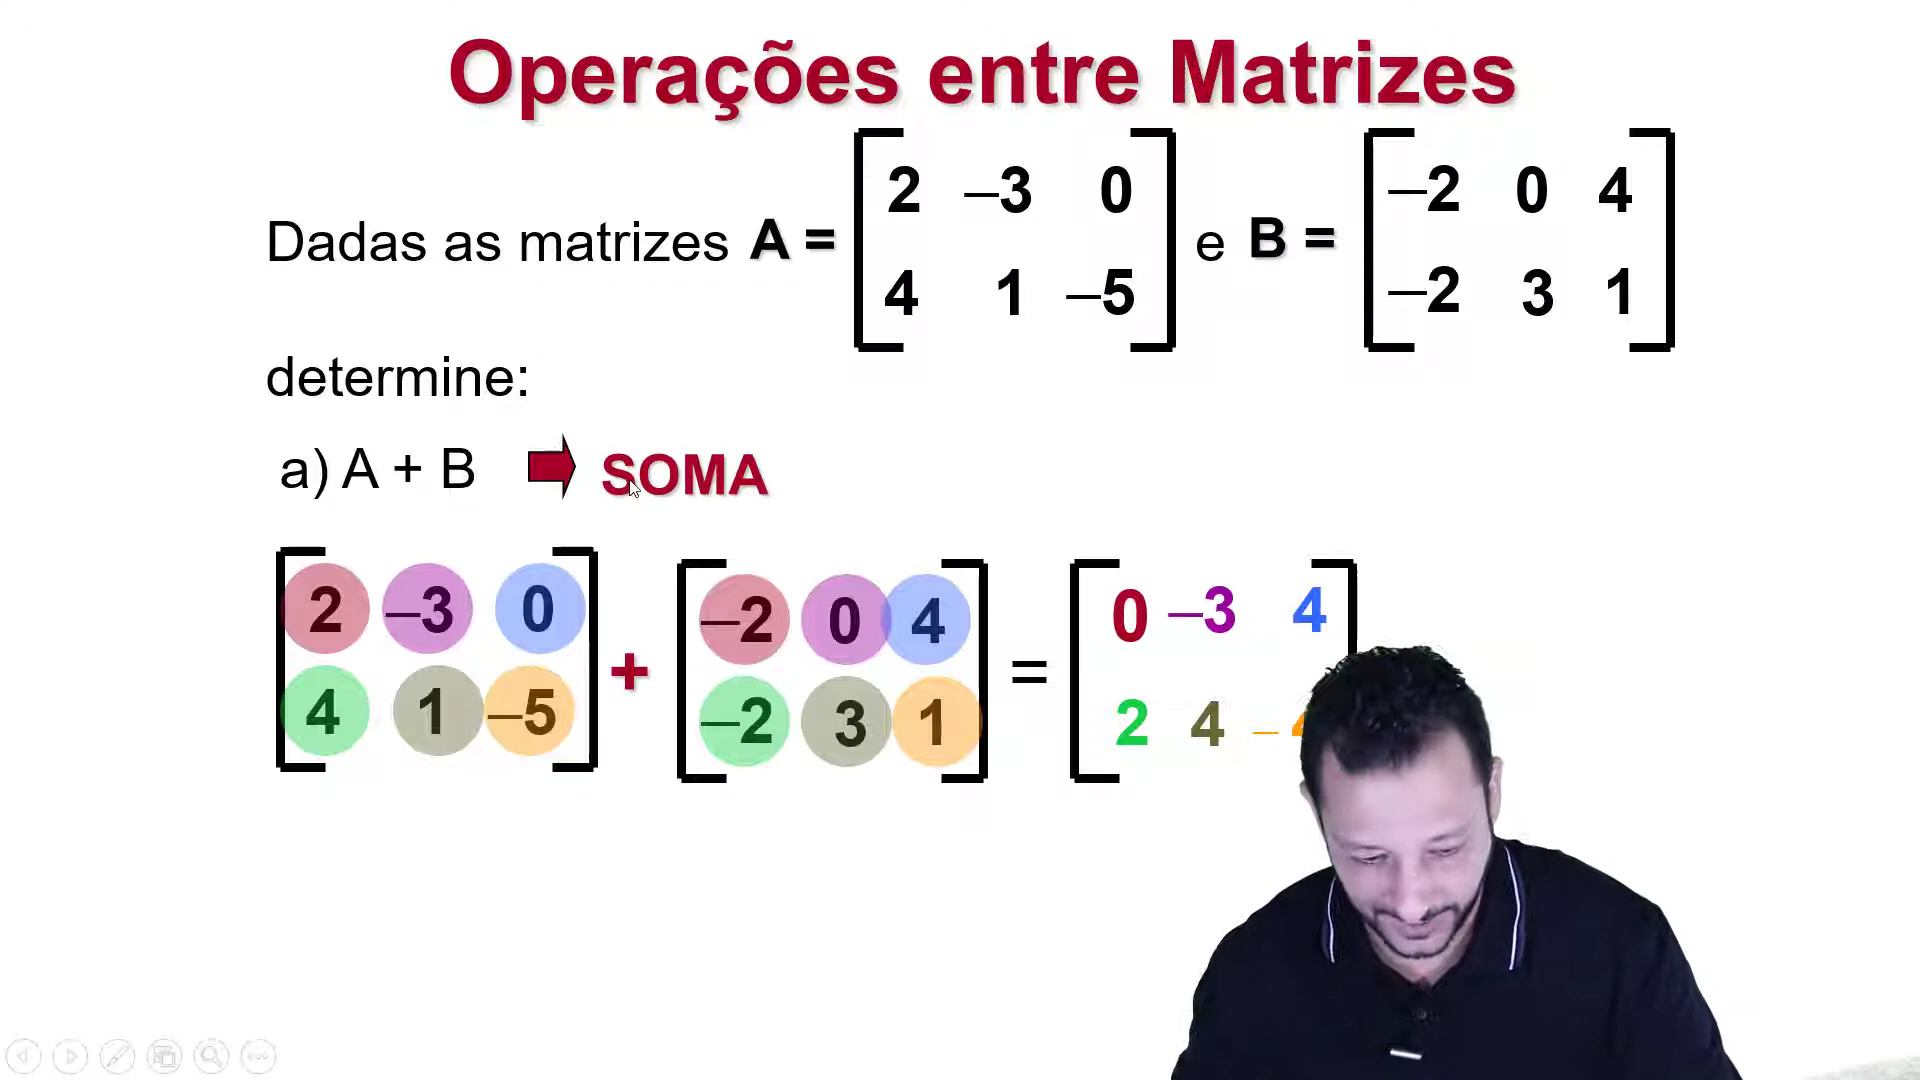 Operações entre Matrizes
Dadas as matrizes A = [ 2 –3 0 e B = [ –2 0 4
4 1 –5 ] –2 3 1 ]
determine:
a) A + B SOMA
[ 2 –3 0 + [ –2 0 4 = [ 0 –3 4
4 1 –5 ] –2 3 1 ] 2 4 –